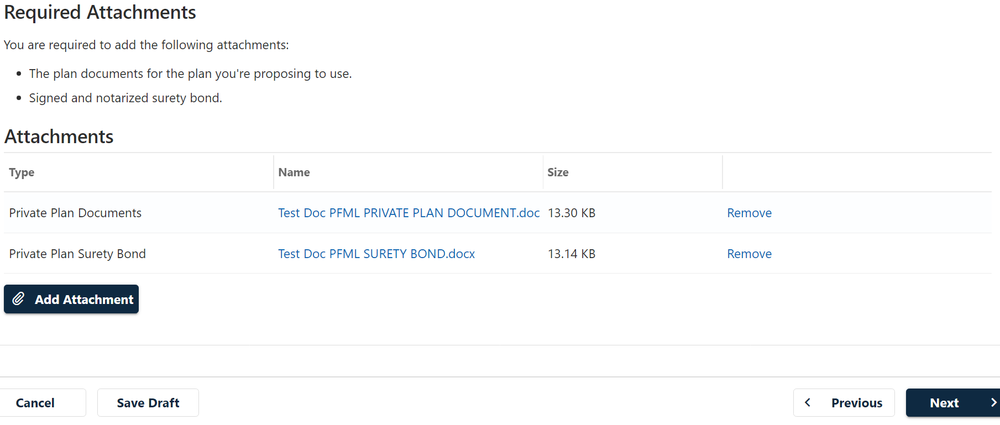 Required Attachments
You are required to add the following attachments:
• The plan documents for the plan you're proposing to use.
• Signed and notarized surety bond.
Attachments
Type Name Size
Private Plan Documents Test Doc PFML PRIVATE PLAN DOCUMENT.doc 13.30 KB Remove
Private Plan Surety Bond Test Doc PFML SURETY BOND.docx 13.14 KB Remove
Add Attachment
Cancel Save Draft Previous Next